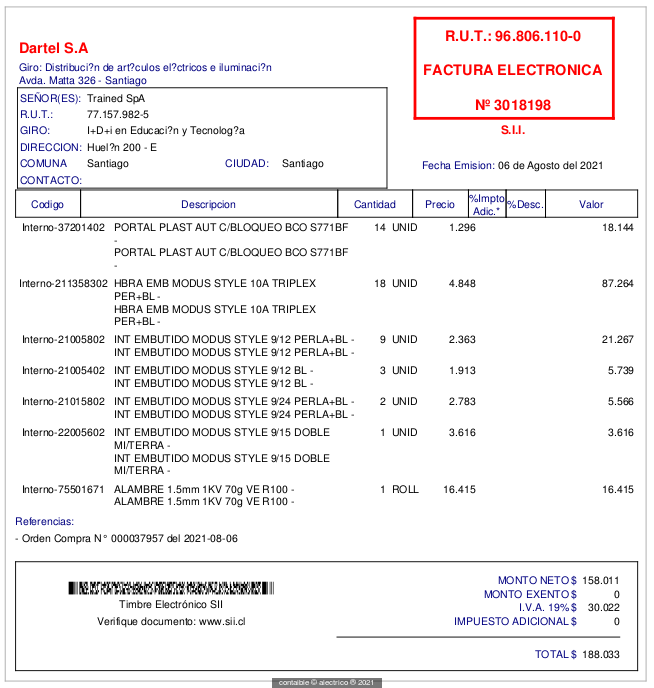 Dartel S.A
Giro: Distribuci?n de art?culos el?ctricos e iluminaci?n
Avda. Matta 326 - Santiago
R.U.T.: 96.806.110-0
FACTURA ELECTRONICA
Nº 3018198
S.I.I.
SEÑOR(ES): Trained SpA
R.U.T.: 77.157.982-5
GIRO: I+D+i en Educaci?n y Tecnolog?a
DIRECCION: Huel?n 200 - E
COMUNA Santiago CIUDAD: Santiago
CONTACTO:
Fecha Emision: 06 de Agosto del 2021
Codigo Descripcion Cantidad Precio %Impto Adic.* %Desc. Valor
Interno-37201402 PORTAL PLAST AUT C/BLOQUEO BCO S771BF 14 UNID 1.296 18.144
-
PORTAL PLAST AUT C/BLOQUEO BCO S771BF
-
Interno-211358302 HBRA EMB MODUS STYLE 10A TRIPLEX 18 UNID 4.848 87.264
PER+BL -
HBRA EMB MODUS STYLE 10A TRIPLEX
PER+BL -
Interno-21005802 INT EMBUTIDO MODUS STYLE 9/12 PERLA+BL - 9 UNID 2.363 21.267
INT EMBUTIDO MODUS STYLE 9/12 PERLA+BL -
Interno-21005402 INT EMBUTIDO MODUS STYLE 9/12 BL - 3 UNID 1.913 5.739
INT EMBUTIDO MODUS STYLE 9/12 BL -
Interno-21015802 INT EMBUTIDO MODUS STYLE 9/24 PERLA+BL - 2 UNID 2.783 5.566
INT EMBUTIDO MODUS STYLE 9/24 PERLA+BL -
Interno-22005602 INT EMBUTIDO MODUS STYLE 9/15 DOBLE 1 UNID 3.616 3.616
MI/TERRA -
INT EMBUTIDO MODUS STYLE 9/15 DOBLE
MI/TERRA -
Interno-75501671 ALAMBRE 1.5mm 1KV 70g VE R100 - 1 ROLL 16.415 16.415
ALAMBRE 1.5mm 1KV 70g VE R100 -
Referencias:
- Orden Compra N° 000037957 del 2021-08-06
Timbre Electrónico SII
Verifique documento: www.sii.cl
MONTO NETO $ 158.011
MONTO EXENTO $ 0
I.V.A. 19% $ 30.022
IMPUESTO ADICIONAL $ 0
TOTAL $ 188.033
contaible © alectrico ® 2021